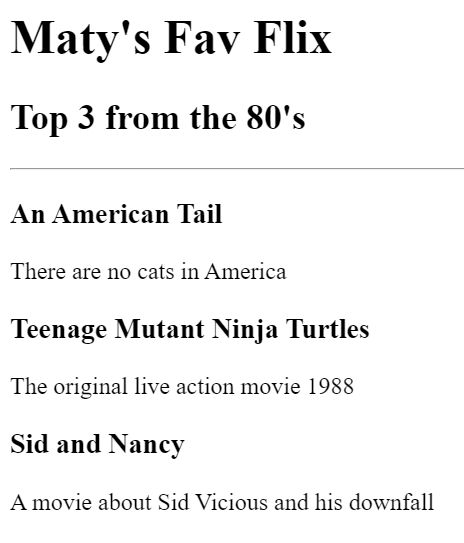 Maty's Fav Flix
Top 3 from the 80's
An American Tail
There are no cats in America
Teenage Mutant Ninja Turtles
The original live action movie 1988
Sid and Nancy
A movie about Sid Vicious and his downfall